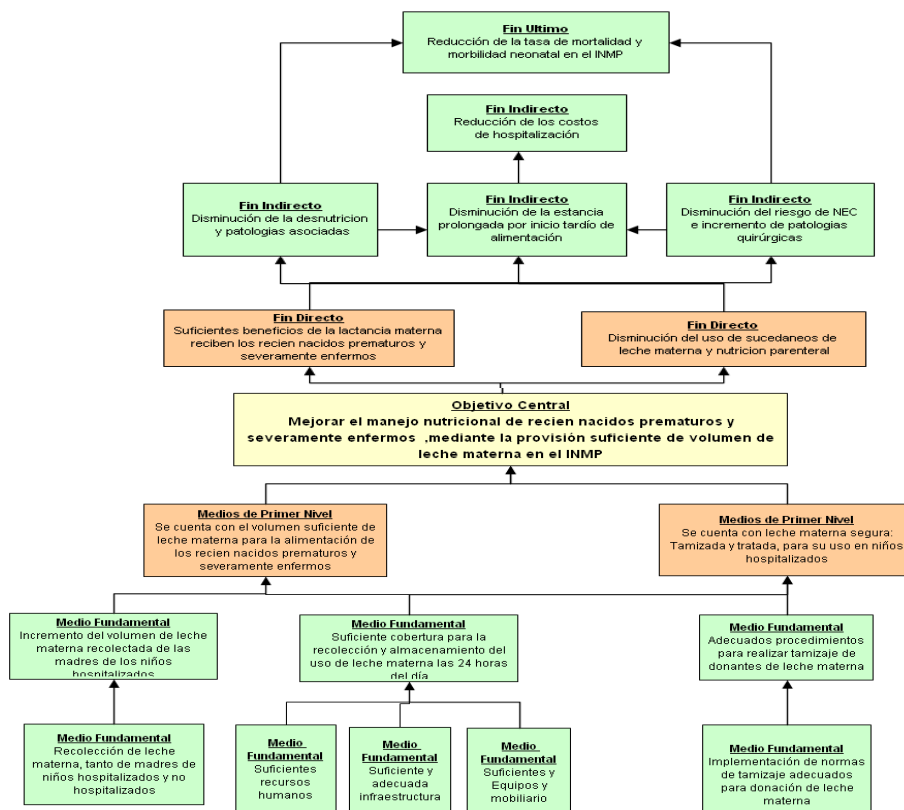 Fin Ultimo
Reducción de la tasa de mortalidad y
morbilidad neonatal en el INMP
Fin Indirecto
Reducción de los costos
de hospitalización
Fin Indirecto
Disminución de la desnutricion
y patologias asociadas
Fin Indirecto
Disminución de la estancia
prolongada por inicio tardío de
alimentación
Fin Indirecto
Disminución del riesgo de NEC
e incremento de patologias
quirúrgicas
Fin Directo
Suficientes beneficios de la lactancia materna
reciben los recien nacidos prematuros y
severamente enfermos
Fin Directo
Disminución del uso de sucedaneos de
leche materna y nutricion parenteral
Objetivo Central
Mejorar el manejo nutricional de recien nacidos prematuros y
severamente enfermos ,mediante la provisión suficiente de volumen de
leche materna en el INMP
Medios de Primer Nivel
Se cuenta con el volumen suficiente de
leche materna para la alimentación de
los recien nacidos prematuros y
severamente enfermos
Medios de Primer Nivel
Se cuenta con leche materna segura:
Tamizada y tratada, para su uso en niños
hospitalizados
Medio Fundamental
Incremento del volumen de leche
materna recolectada de las
madres de los niños
hospitalizados
Medio Fundamental
Suficiente cobertura para la
recolección y almacenamiento del
uso de leche materna las 24 horas
del día
Medio Fundamental
Adecuados procedimientos
para realizar tamizaje de
donantes de leche materna
Medio Fundamental
Recolección de leche
materna, tanto de madres de
niños hospitalizados y no
hospitalizados
Medio
Fundamental
Suficientes
recursos
humanos
Medio
Fundamental
Suficiente y
adecuada
infraestructura
Medio
Fundamental
Suficientes y
Equipos y
mobiliario
Medio Fundamental
Implementación de normas
de tamizaje adecuados
para donación de leche
materna